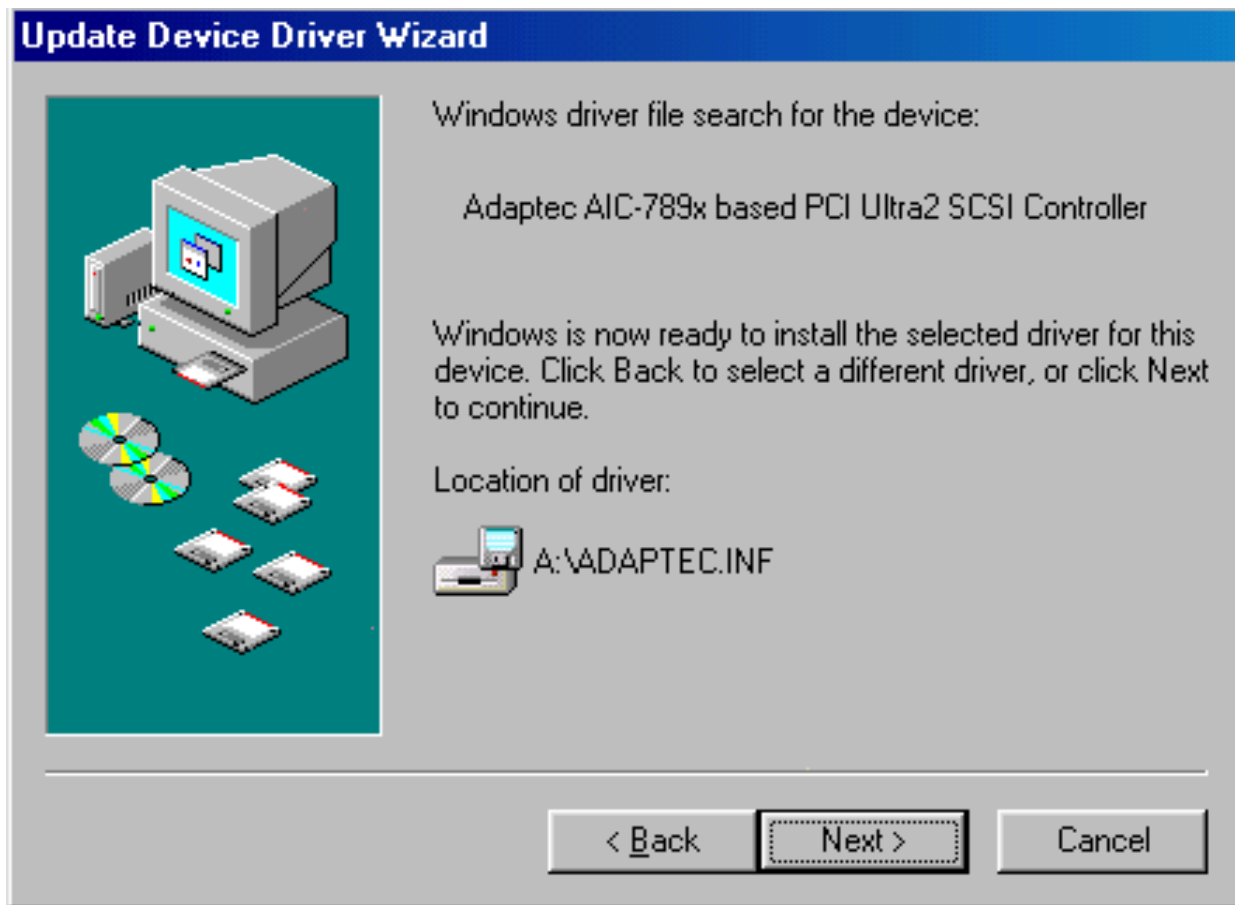 Update Device Driver Wizard
Windows driver file search for the device:
Adaptec AIC-789x based PCI Ultra2 SCSI Controller
Windows is now ready to install the selected driver for this
device. Click Back to select a different driver, or click Next
to continue.
Location of driver:
A:\ADAPTEC.INF
< Back
Next >
Cancel